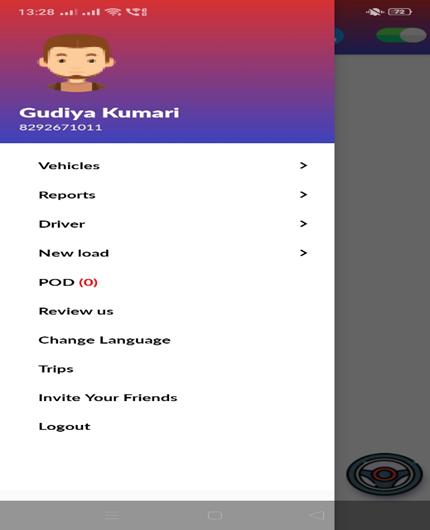 13:28
72
Gudiya Kumari
8292671011
Vehicles >
Reports >
Driver >
New load >
POD (0)
Review us
Change Language
Trips
Invite Your Friends
Logout